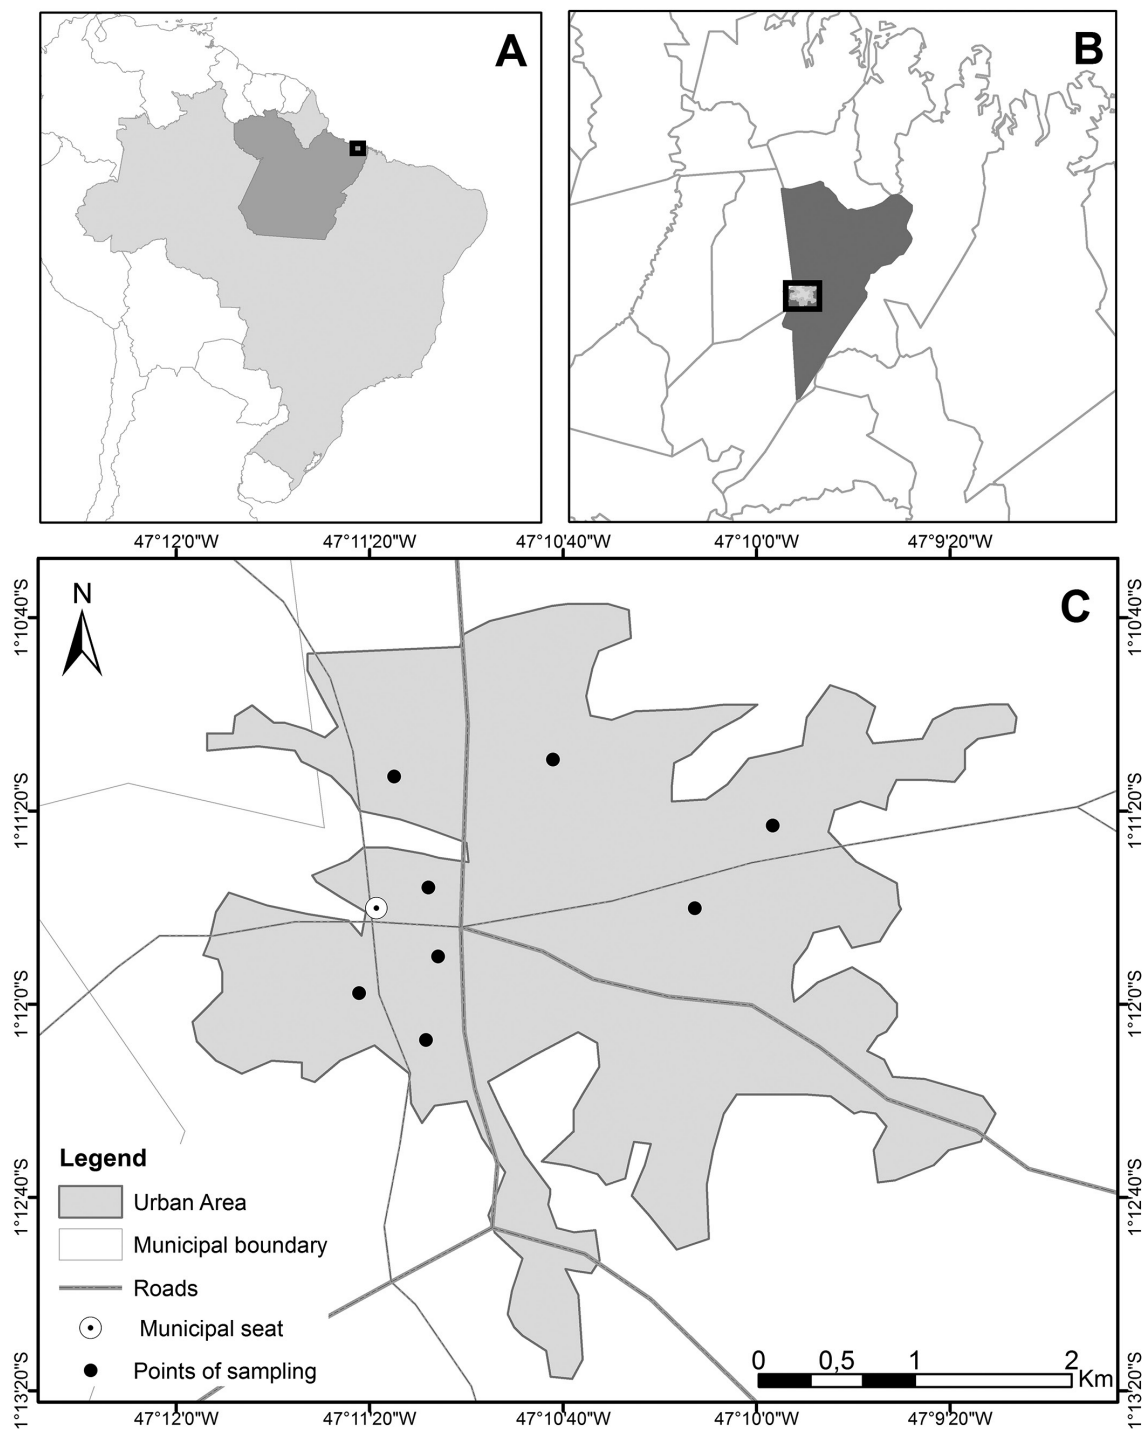 A
B
47°12'0"W 47°11'20"W 47°10'40"W 47°10'0"W 47°9'20"W
N
C
1°10'40"S 1°10'40"S
1°11'20"S 1°11'20"S
1°12'0"S 1°12'0"S
1°12'40"S 1°12'40"S
1°13'20"S 1°13'20"S
Legend
Urban Area
Municipal boundary
Roads
Municipal seat
Points of sampling
0 0,5 1 2
Km
47°12'0"W 47°11'20"W 47°10'40"W 47°10'0"W 47°9'20"W